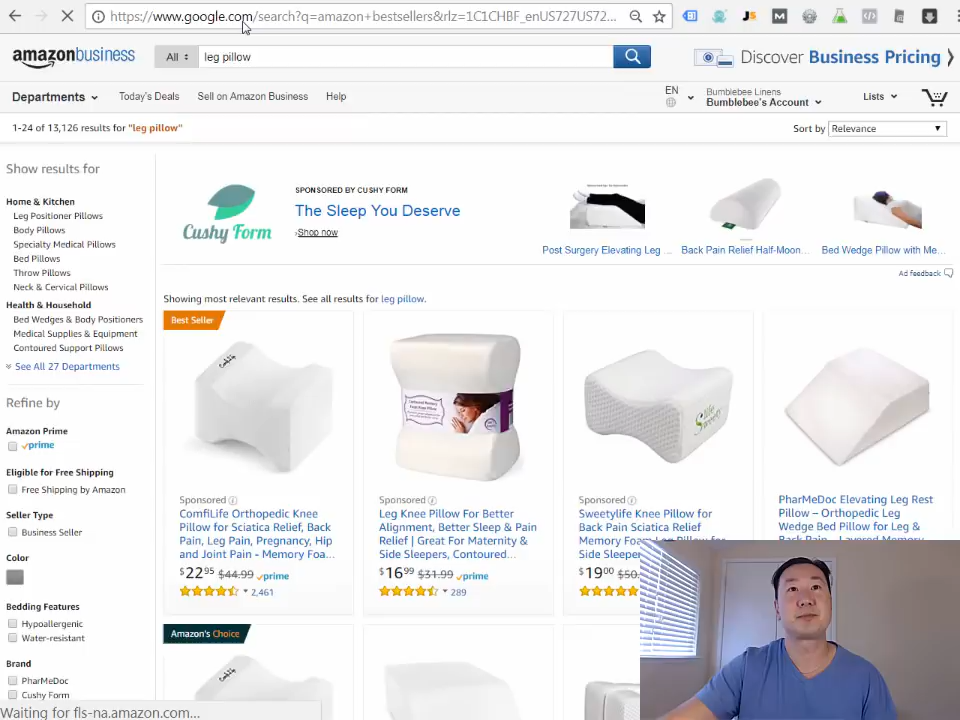 https://www.google.com/search?q=amazon+bestsellers&rlz=1C1CHBF_enUS727US72...
amazonbusiness
All
leg pillow
Discover Business Pricing
Departments
Today's Deals
Sell on Amazon Business
Help
EN
Bumblebee Linens
Bumblebee's Account
Lists
Cart
1-24 of 13,126 results for "leg pillow"
Sort by
Relevance
Show results for
Home & Kitchen
Leg Positioner Pillows
Body Pillows
Specialty Medical Pillows
Bed Pillows
Throw Pillows
Neck & Cervical Pillows
Health & Household
Bed Wedges & Body Positioners
Medical Supplies & Equipment
Contoured Support Pillows
See All 27 Departments
Refine by
Amazon Prime
prime
Eligible for Free Shipping
Free Shipping by Amazon
Seller Type
Business Seller
Color
Bedding Features
Hypoallergenic
Water-resistant
Brand
PharMeDoc
Cushy Form
Waiting for fls-na.amazon.com...
Cushy Form
SPONSORED BY CUSHY FORM
The Sleep You Deserve
›Shop now
Post Surgery Elevating Leg ...
Back Pain Relief Half-Moon...
Bed Wedge Pillow with Me...
Ad feedback
Showing most relevant results. See all results for leg pillow.
Best Seller
Sponsored
ComfiLife Orthopedic Knee
Pillow for Sciatica Relief, Back
Pain, Leg Pain, Pregnancy, Hip
and Joint Pain - Memory Foa...
$2295 $44.99 prime
2,461
Sponsored
Leg Knee Pillow For Better
Alignment, Better Sleep & Pain
Relief | Great For Maternity &
Side Sleepers, Contoured...
$1699 $31.99 prime
289
Sponsored
Sweetylife Knee Pillow for
Back Pain Sciatica Relief
Memory Foam Leg Pillow for
Side Sleepe
$1900 $50.
PharMeDoc Elevating Leg Rest
Pillow – Orthopedic Leg
Wedge Bed Pillow for Leg &
Back Pain - Layered Memory
Amazon's Choice